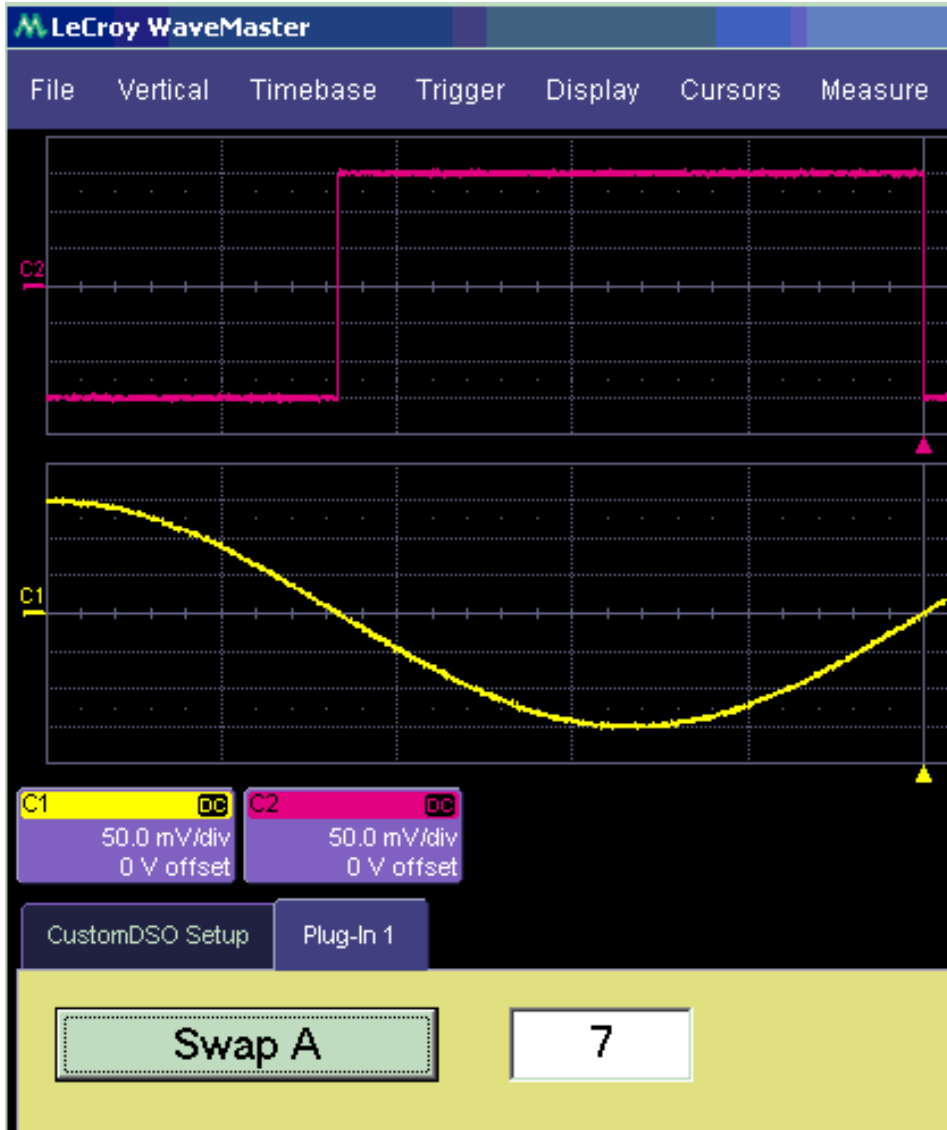 LeCroy WaveMaster
File Vertical Timebase Trigger Display Cursors Measure
C2
C1
C1 DC C2 DC
50.0 mV/div 50.0 mV/div
0 V offset 0 V offset
CustomDSO Setup Plug-In 1
Swap A 7